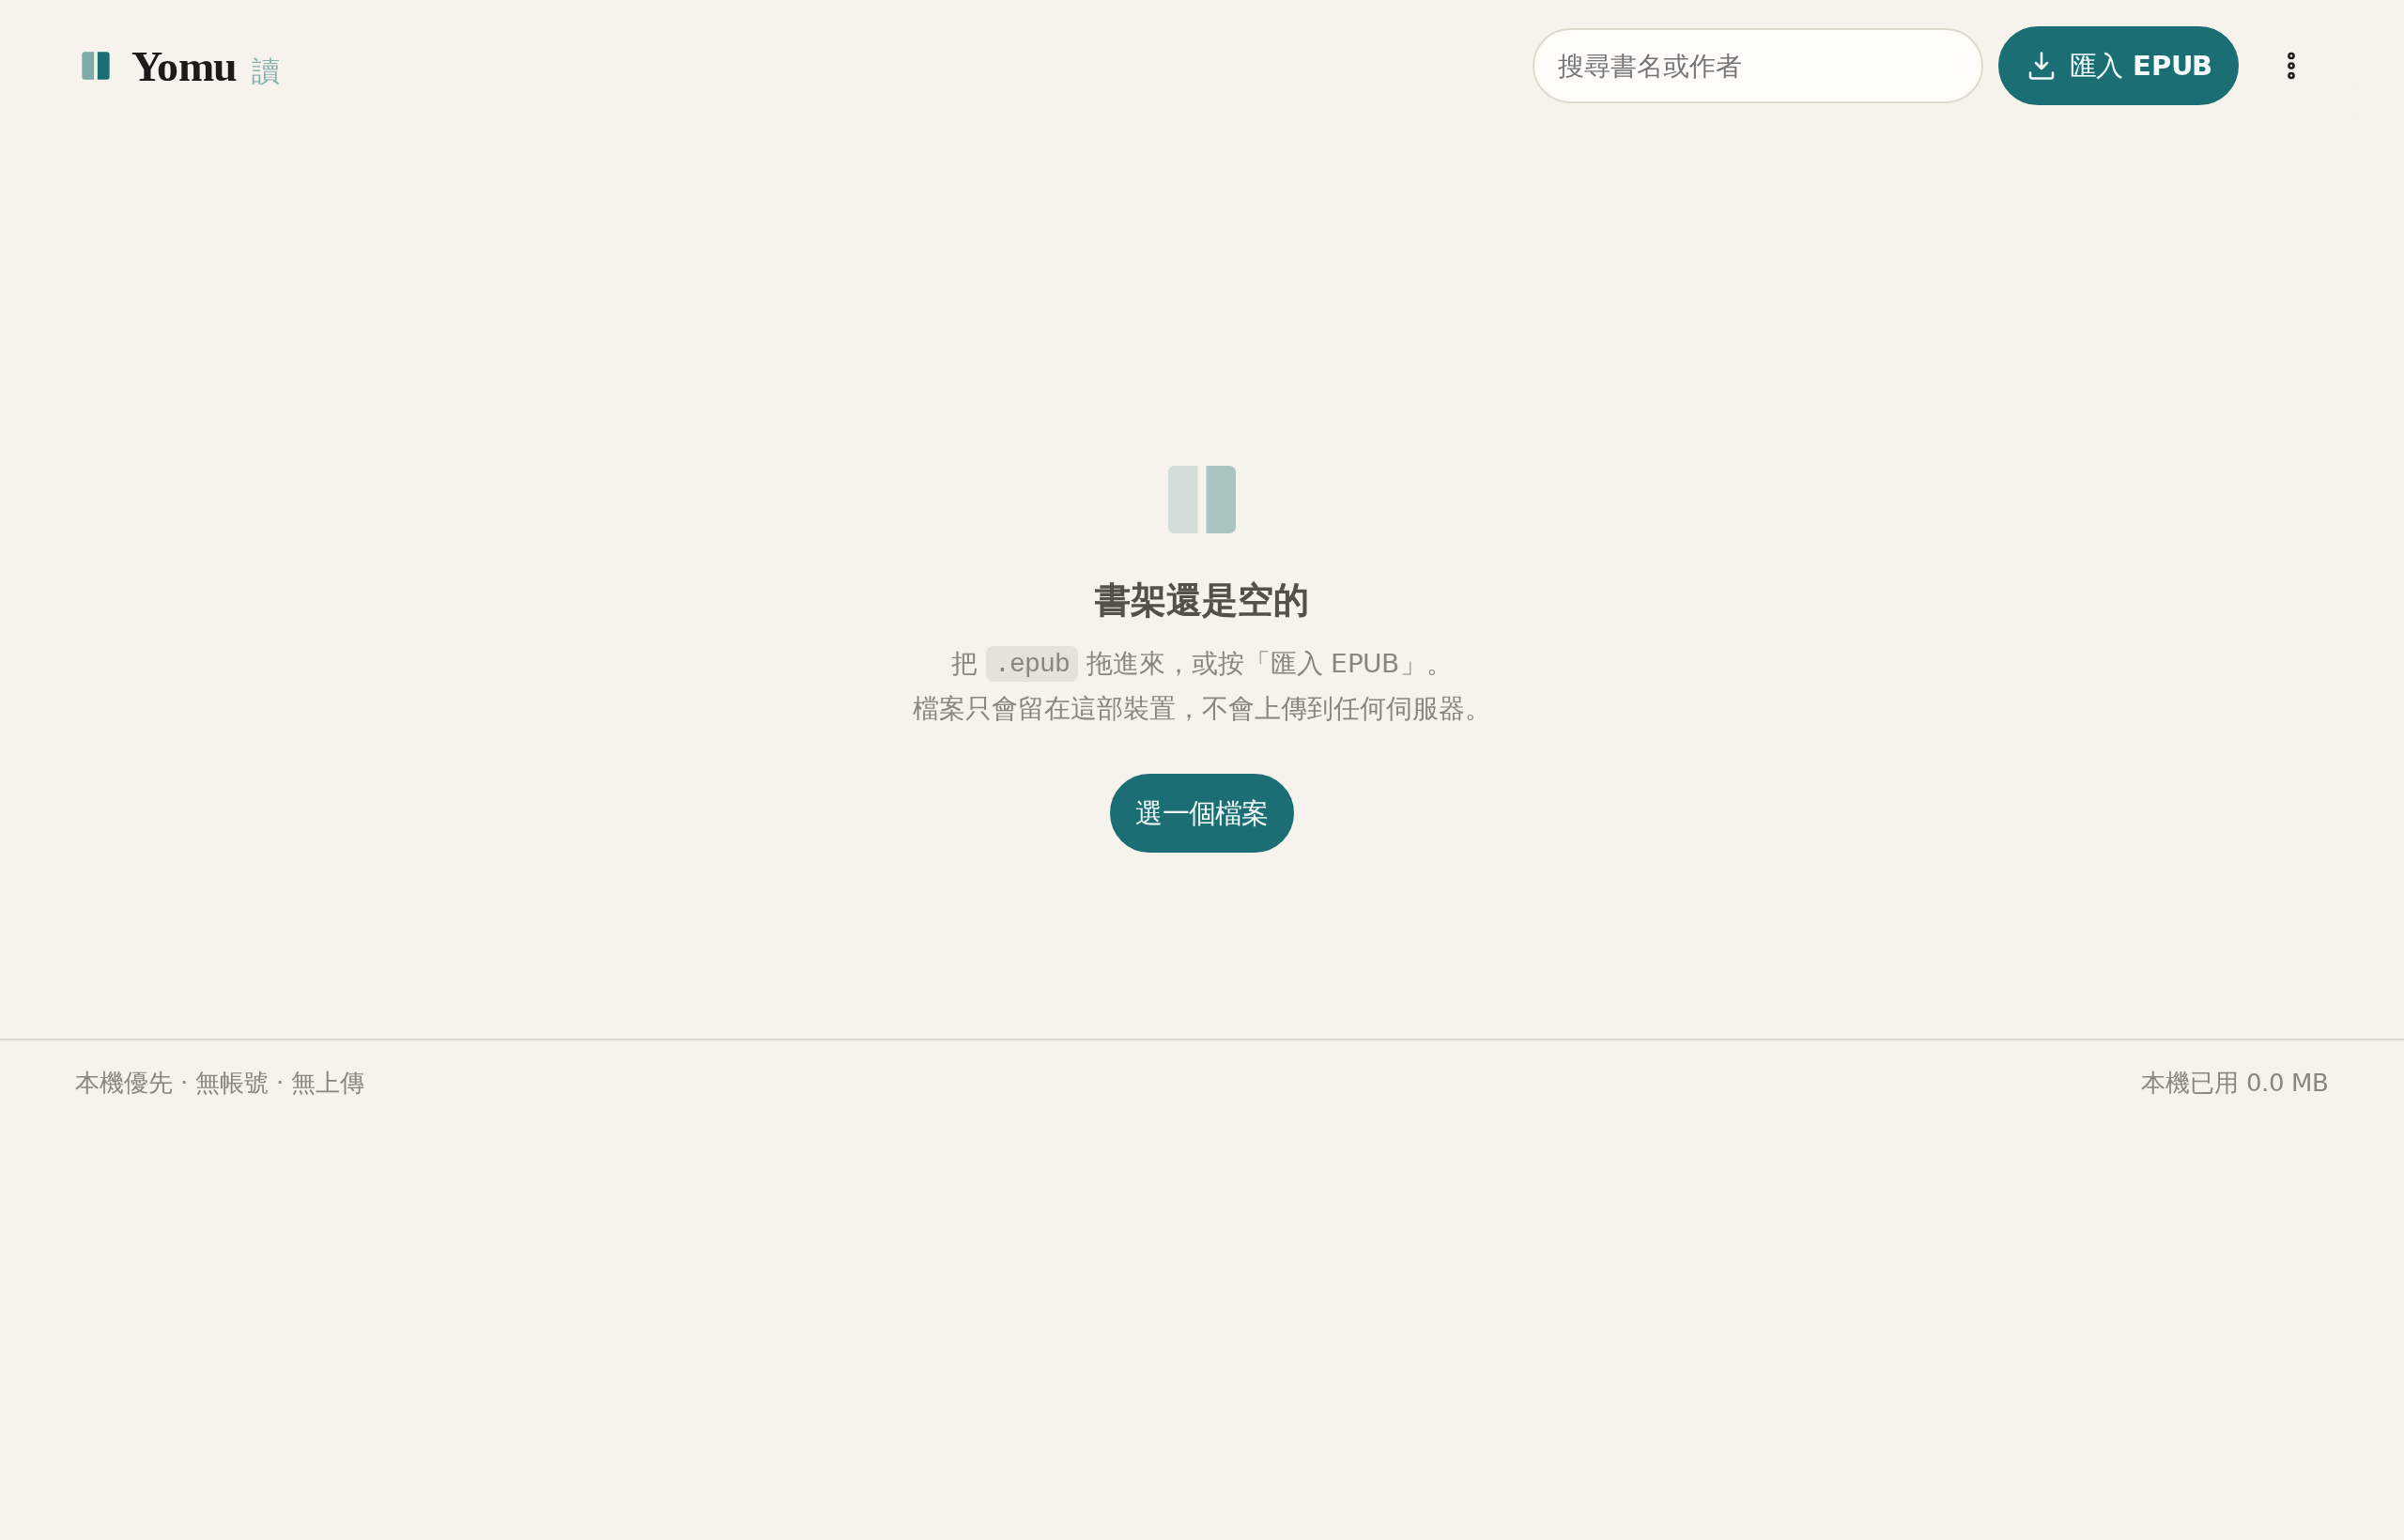 Yomu 讀
搜尋書名或作者
匯入 EPUB
書架還是空的
把 .epub 拖進來，或按「匯入 EPUB」。
檔案只會留在這部裝置，不會上傳到任何伺服器。
選一個檔案
本機優先 · 無帳號 · 無上傳
本機已用 0.0 MB